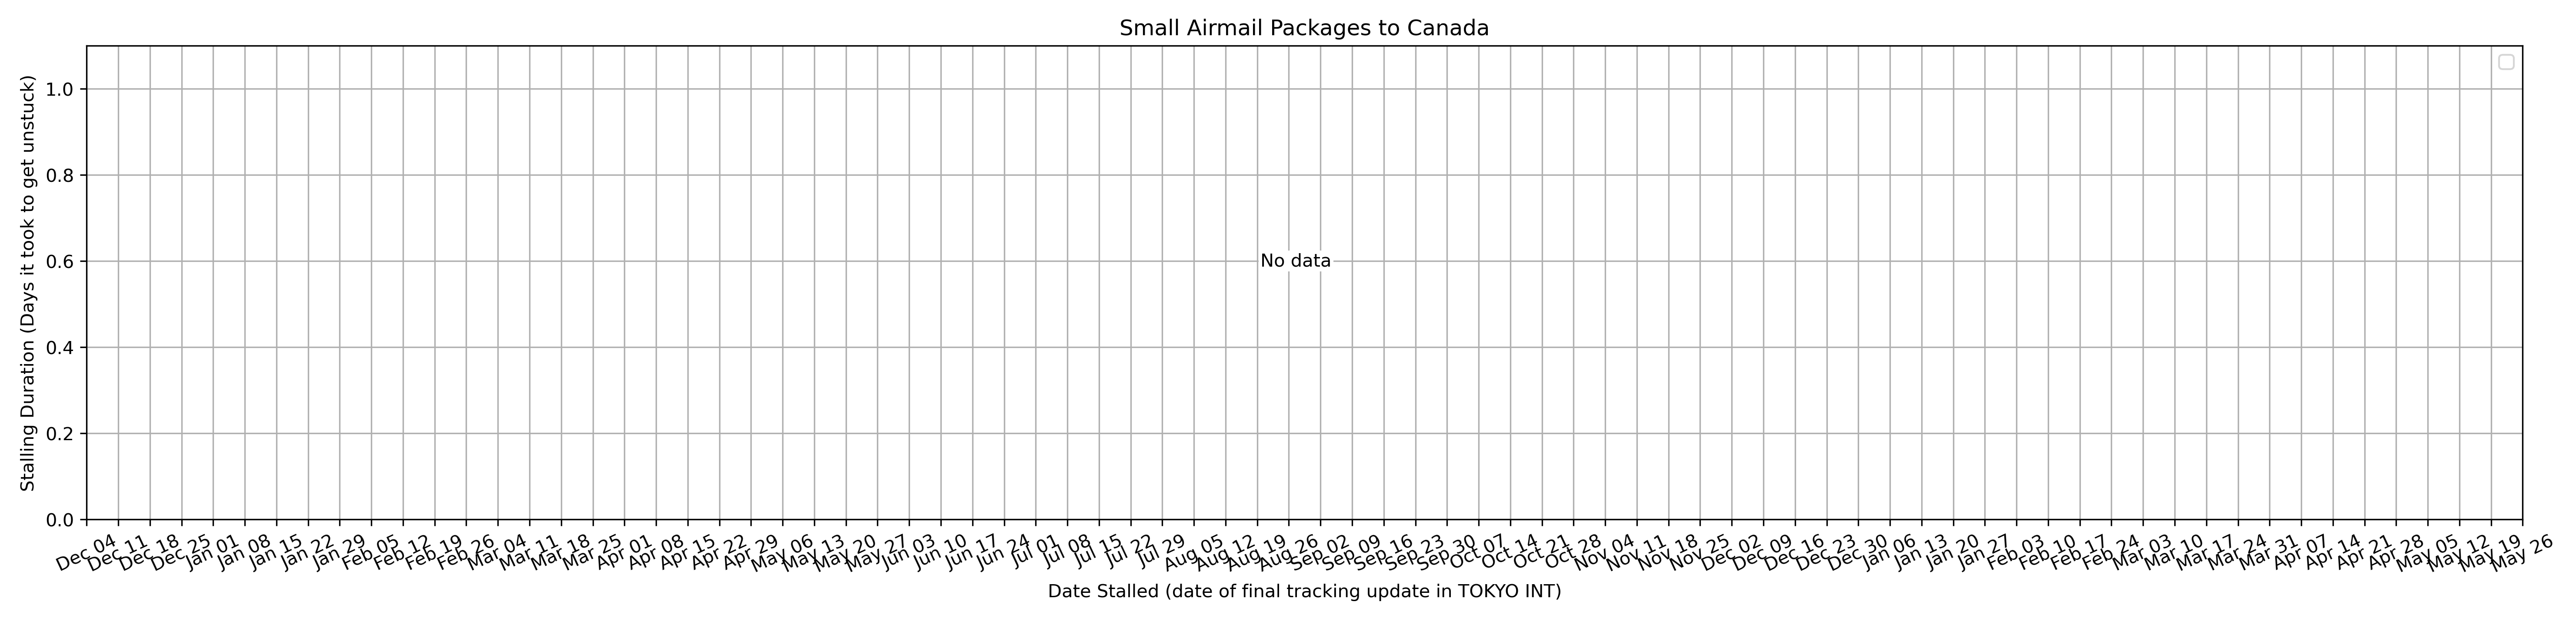 Small Airmail Packages to Canada
Stalling Duration (Days it took to get unstuck)
1.0
0.8
0.6
0.4
0.2
0.0
No data
Dec 04 Dec 11 Dec 18 Dec 25 Jan 01 Jan 08 Jan 15 Jan 22 Jan 29 Feb 05 Feb 12 Feb 19 Feb 26 Mar 04 Mar 11 Mar 18 Mar 25 Apr 01 Apr 08 Apr 15 Apr 22 Apr 29 May 06 May 13 May 20 May 27 Jun 03 Jun 10 Jun 17 Jun 24 Jul 01 Jul 08 Jul 15 Jul 22 Jul 29 Aug 05 Aug 12 Aug 19 Aug 26 Sep 02 Sep 09 Sep 16 Sep 23 Sep 30 Oct 07 Oct 14 Oct 21 Oct 28 Nov 04 Nov 11 Nov 18 Nov 25 Dec 02 Dec 09 Dec 16 Dec 23 Dec 30 Jan 06 Jan 13 Jan 20 Jan 27 Feb 03 Feb 10 Feb 17 Feb 24 Mar 03 Mar 10 Mar 17 Mar 24 Mar 31 Apr 07 Apr 14 Apr 21 Apr 28 May 05 May 12 May 19 May 26
Date Stalled (date of final tracking update in TOKYO INT)